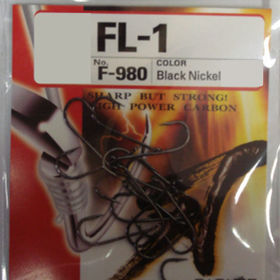 FL-1
No. COLOR
F-980 Black Nickel
SHARP BUT STRONG!
HIGH POWER CARBON